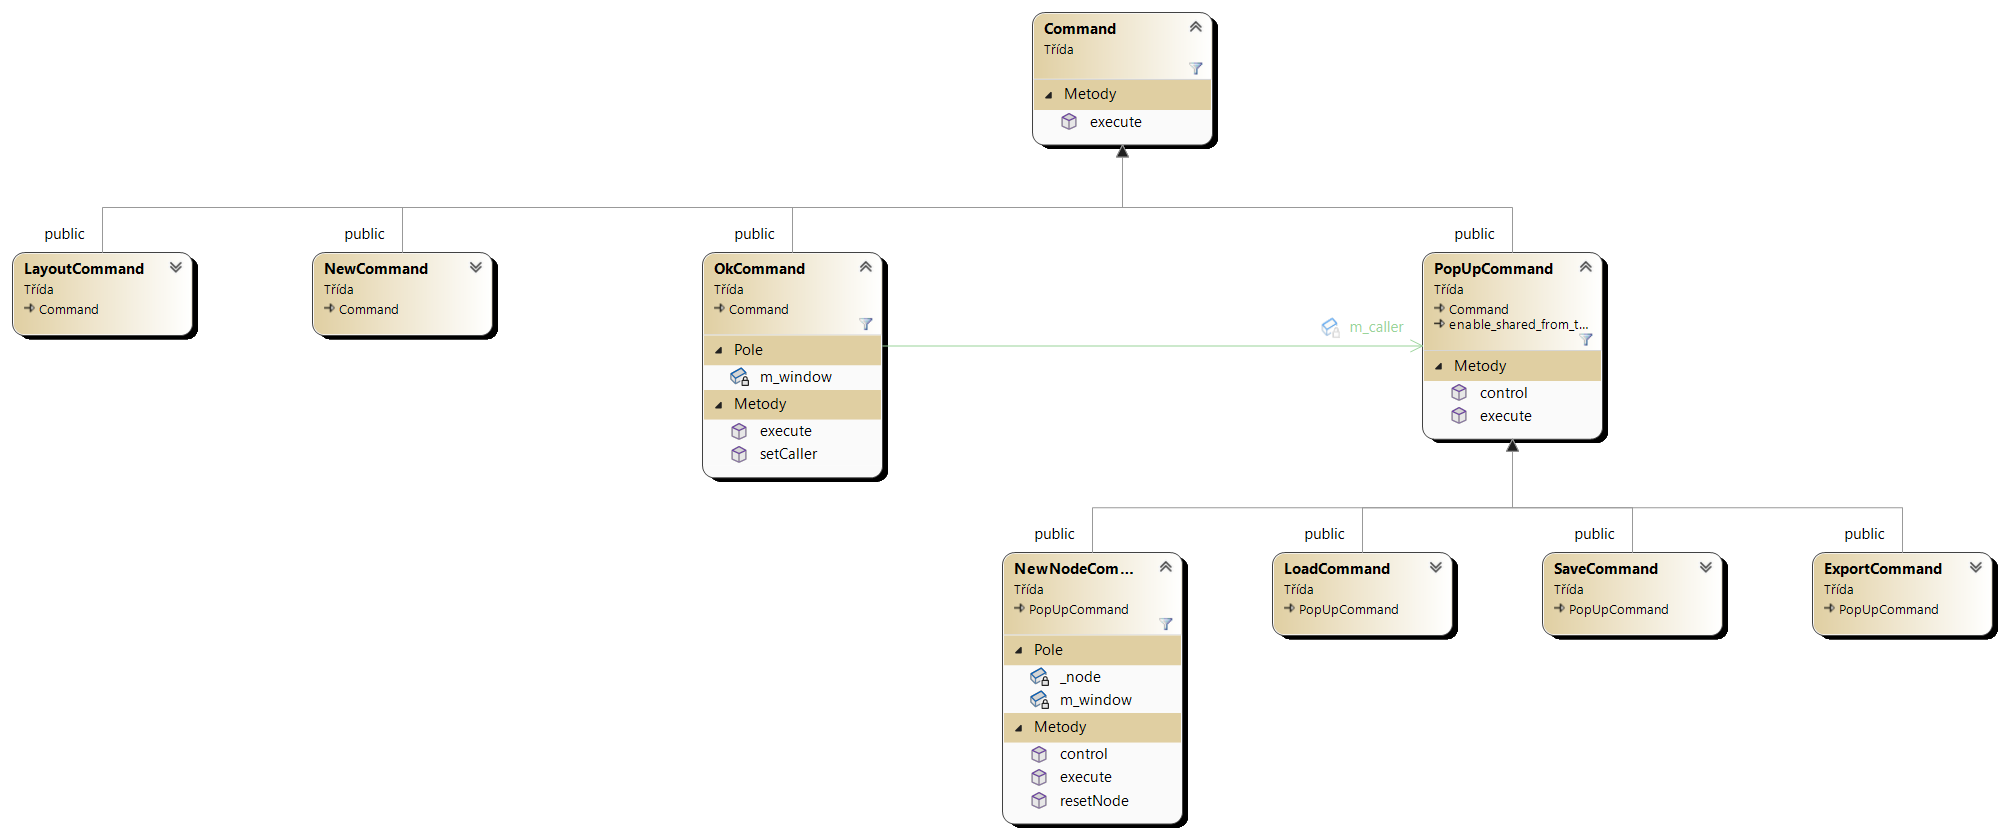 Command
Třída
Metody
execute
public
public
public
public
LayoutCommand
Třída
Command
NewCommand
Třída
Command
OkCommand
Třída
Command
Pole
m_window
Metody
execute
setCaller
m_caller
PopUpCommand
Třída
Command
enable_shared_from_t...
Metody
control
execute
public
public
public
public
NewNodeCom...
Třída
PopUpCommand
Pole
_node
m_window
Metody
control
execute
resetNode
LoadCommand
Třída
PopUpCommand
SaveCommand
Třída
PopUpCommand
ExportCommand
Třída
PopUpCommand